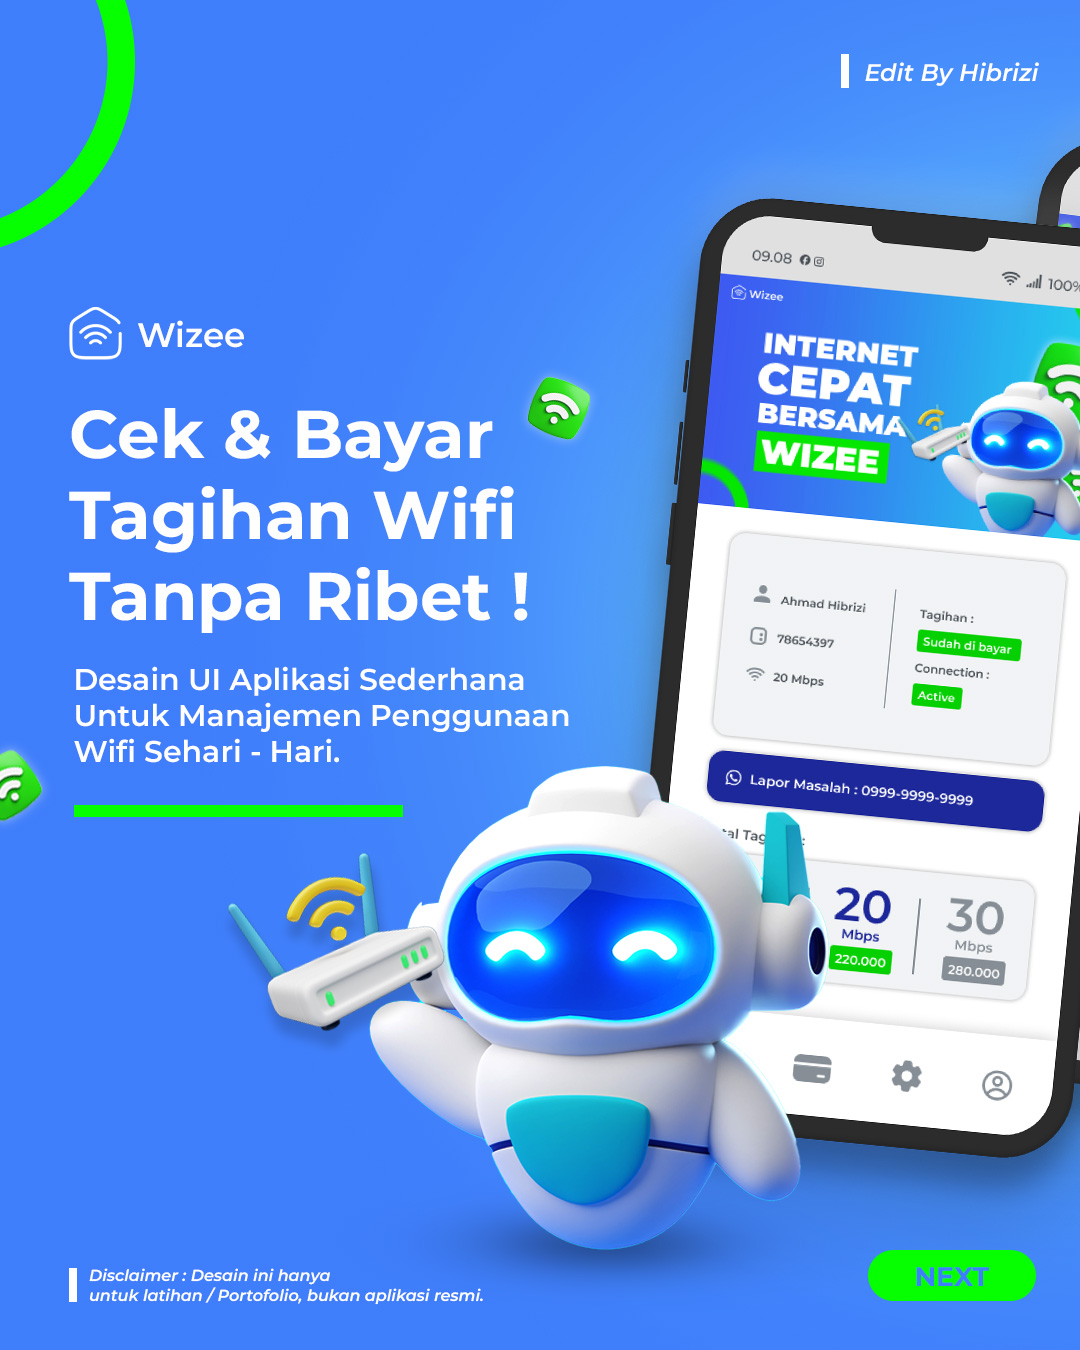 Edit By Hibrizi
Wizee
Cek & Bayar
Tagihan Wifi
Tanpa Ribet !
Desain UI Aplikasi Sederhana
Untuk Manajemen Penggunaan
Wifi Sehari - Hari.
09.08
100%
Wizee
INTERNET
CEPAT
BERSAMA
WIZEE
Ahmad Hibrizi
78654397
20 Mbps
Tagihan :
Sudah di bayar
Connection :
Active
Lapor Masalah : 0999-9999-9999
20
Mbps
220.000
30
Mbps
280.000
Disclaimer : Desain ini hanya
untuk latihan / Portofolio, bukan aplikasi resmi.
NEXT